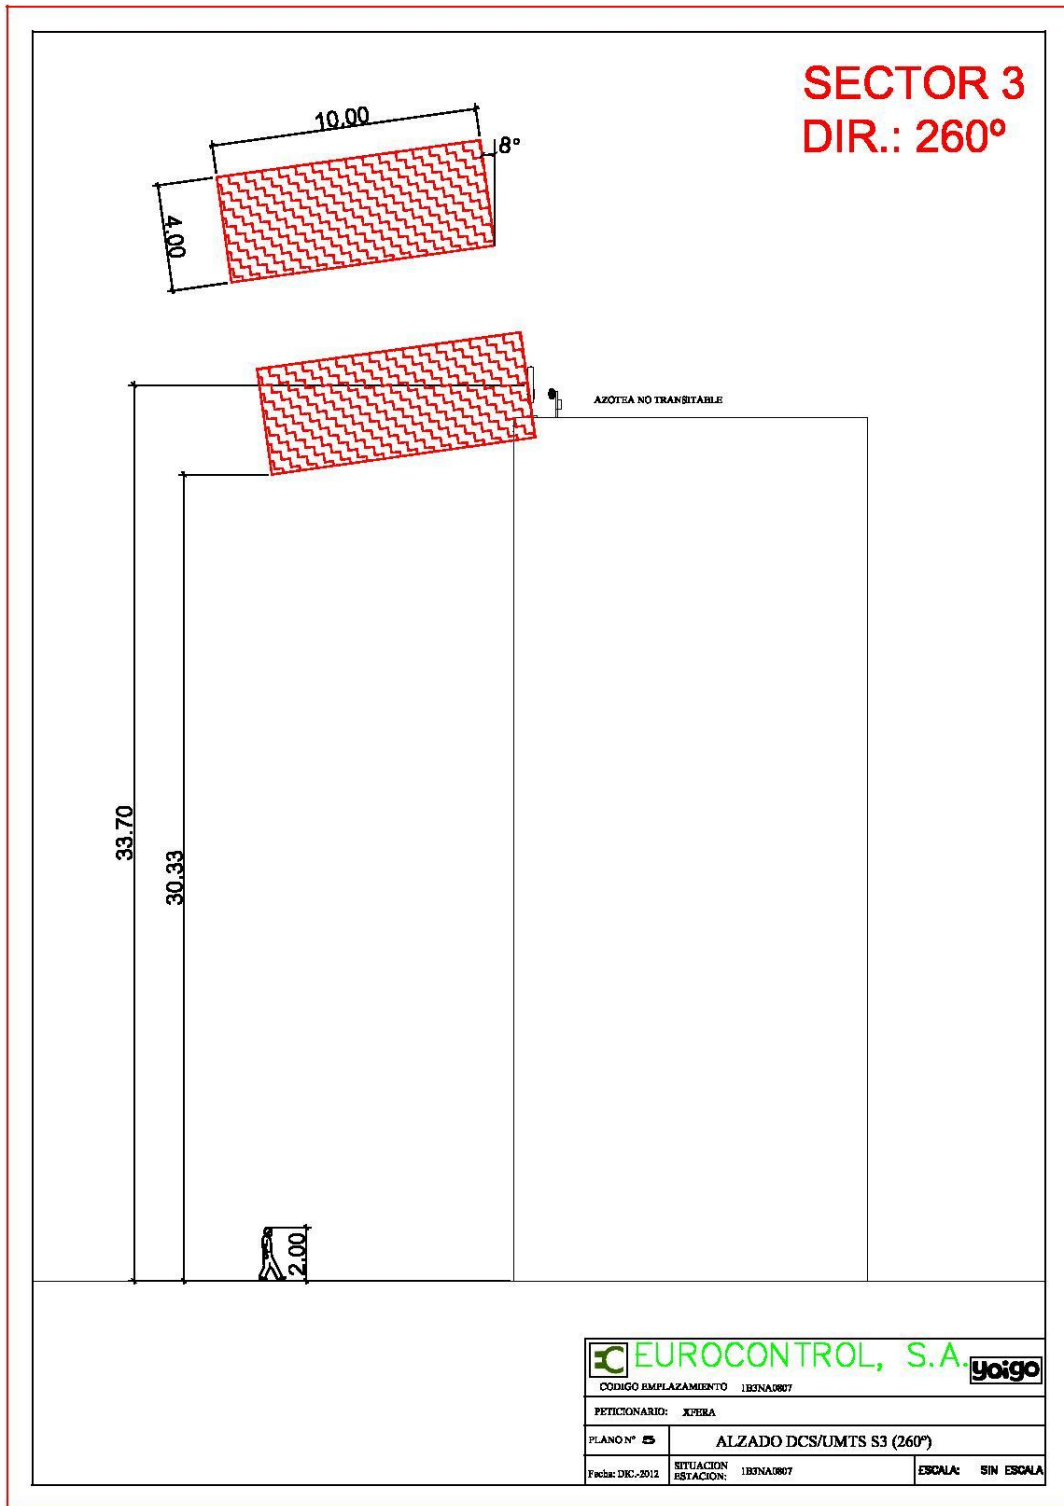 SECTOR 3
DIR.: 260º
10.00
8°
4.00
AZOTEA NO TRANSITABLE
33.70
30.33
2.00
EUROCONTROL, S.A.
yoigo
CODIGO EMPLAZAMIENTO 1B3NA0807
PETICIONARIO: XFERA
PLANO Nº 5
ALZADO DCS/UMTS S3 (260º)
Fecha: DIC.-2012
SITUACION
ESTACION: 1B3NA0807
ESCALA: SIN ESCALA